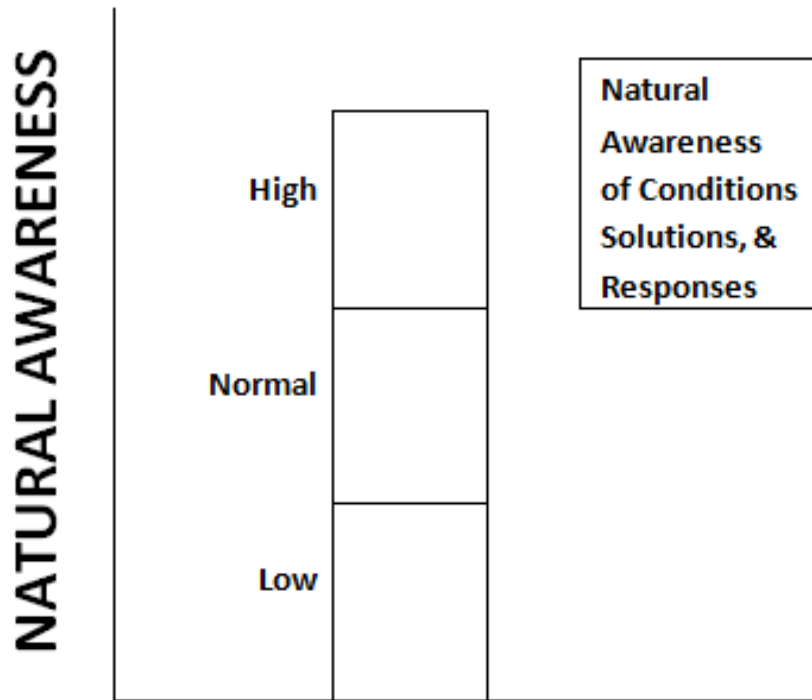 NATURAL AWARENESS
High
Normal
Low
Natural
Awareness
of Conditions
Solutions, &
Responses